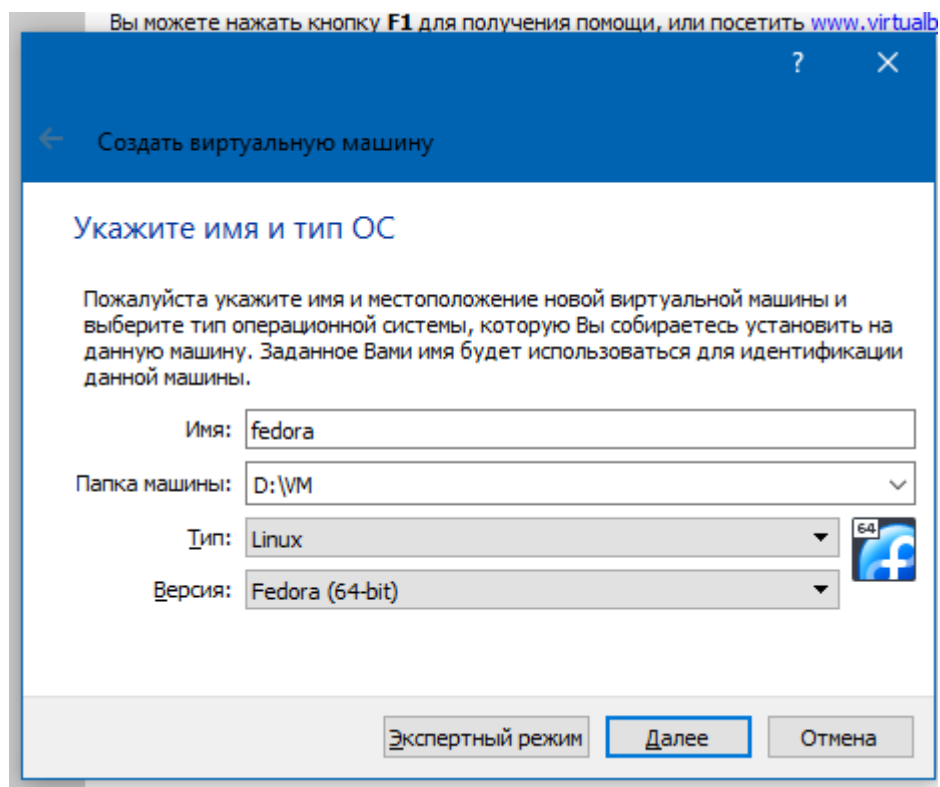 Вы можете нажать кнопку F1 для получения помощи, или посетить www.virtualb
?
Создать виртуальную машину
Укажите имя и тип ОС
Пожалуйста укажите имя и местоположение новой виртуальной машины и
выберите тип операционной системы, которую Вы собираетесь установить на
данную машину. Заданное Вами имя будет использоваться для идентификации
данной машины.
Имя: fedora
Папка машины: D:\VM
Тип: Linux
64
Версия: Fedora (64-bit)
Экспертный режим Далее Отмена